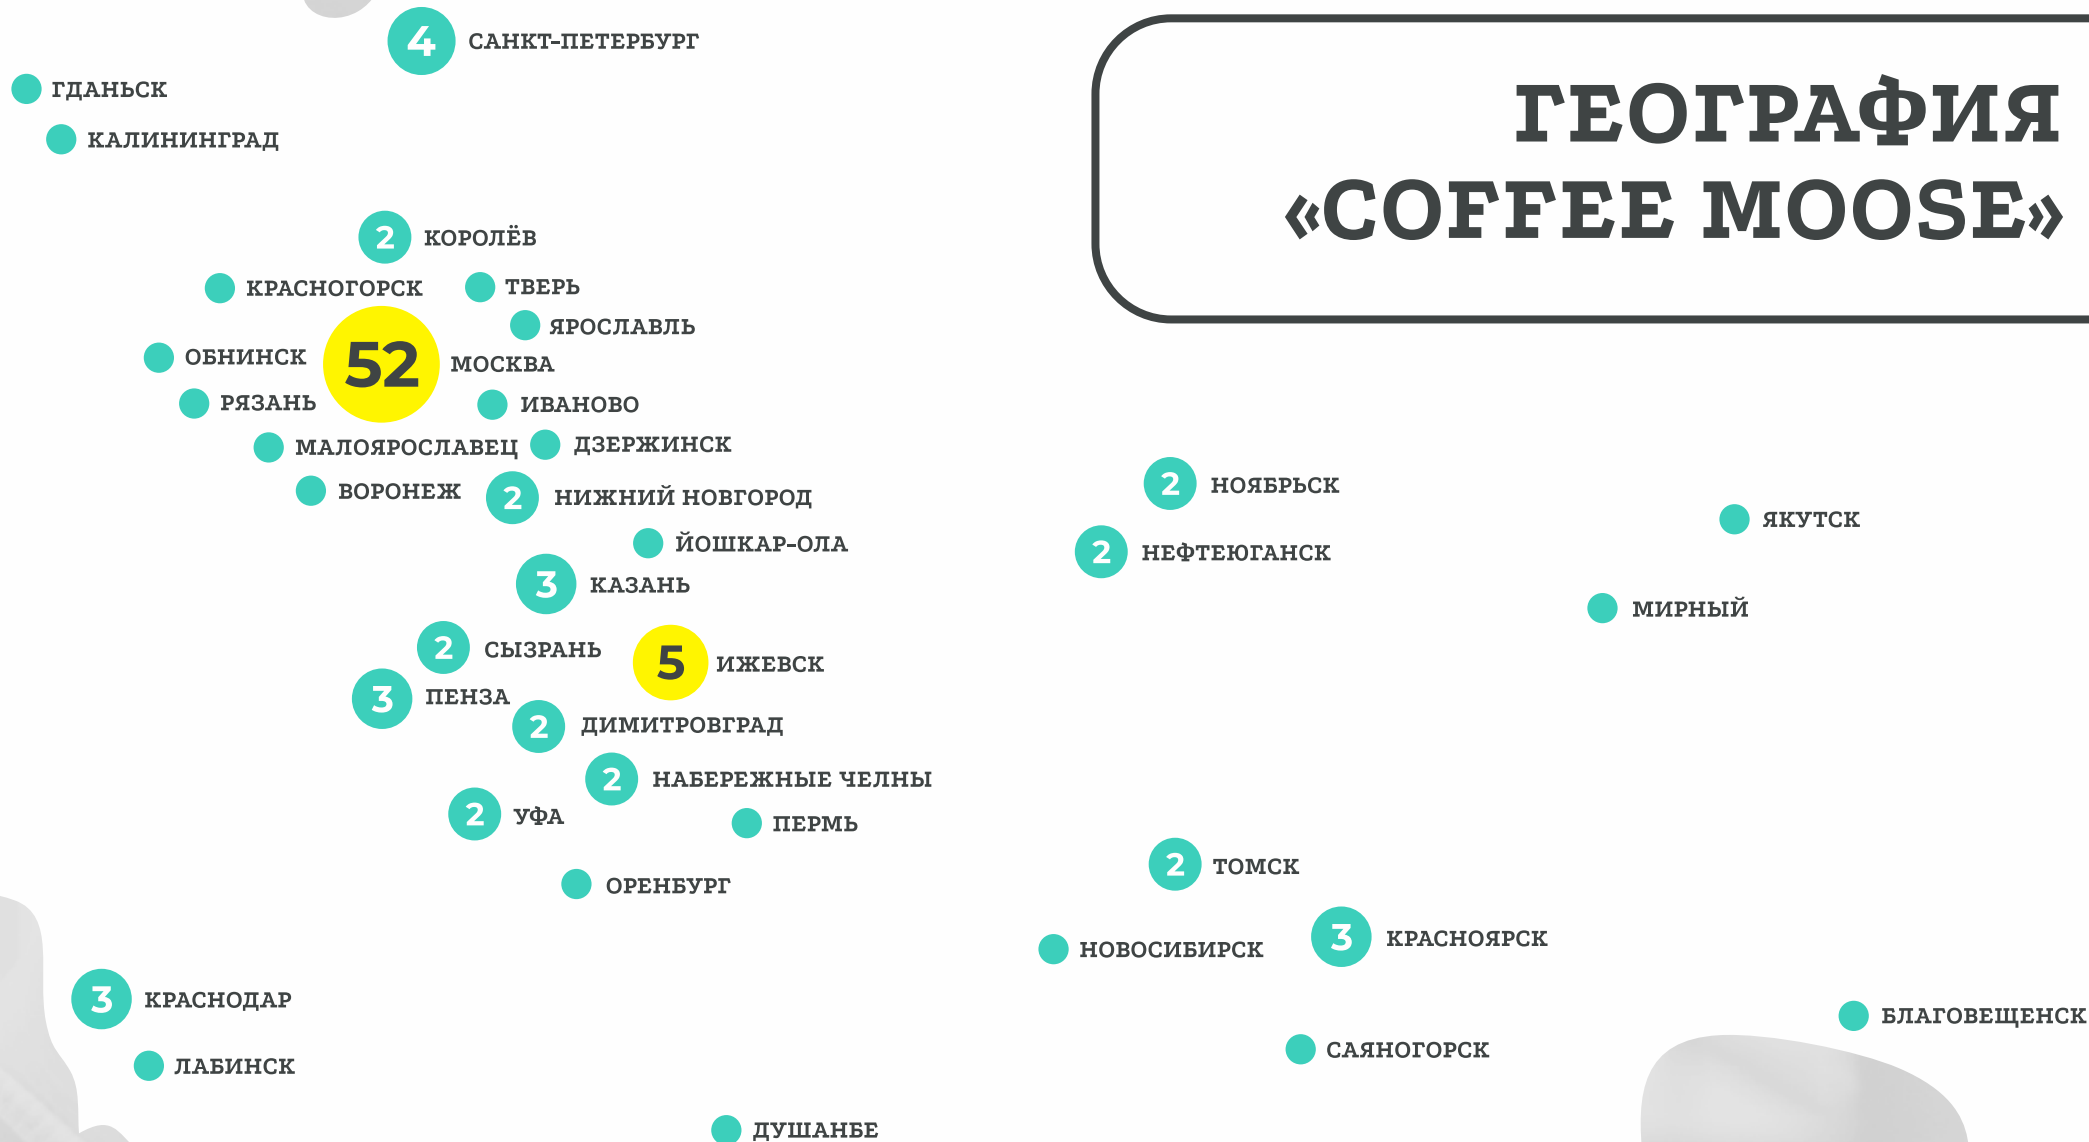 4 САНКТ-ПЕТЕРБУРГ
ГДАНЬСК
КАЛИНИНГРАД
ГЕОГРАФИЯ
«COFFEE MOOSE»
2 КОРОЛЁВ
КРАСНОГОРСК
ТВЕРЬ
ЯРОСЛАВЛЬ
ОБНИНСК
52 МОСКВА
РЯЗАНЬ
ИВАНОВО
МАЛОЯРОСЛАВЕЦ
ДЗЕРЖИНСК
ВОРОНЕЖ
2 НИЖНИЙ НОВГОРОД
ЙОШКАР-ОЛА
3 КАЗАНЬ
2 СЫЗРАНЬ
5 ИЖЕВСК
3 ПЕНЗА
2 ДИМИТРОВГРАД
2 НАБЕРЕЖНЫЕ ЧЕЛНЫ
2 УФА
ПЕРМЬ
ОРЕНБУРГ
2 НОЯБРЬСК
2 НЕФТЕЮГАНСК
ЯКУТСК
МИРНЫЙ
2 ТОМСК
НОВОСИБИРСК
3 КРАСНОЯРСК
3 КРАСНОДАР
ЛАБИНСК
БЛАГОВЕЩЕНСК
САЯНОГОРСК
ДУШАНБЕ